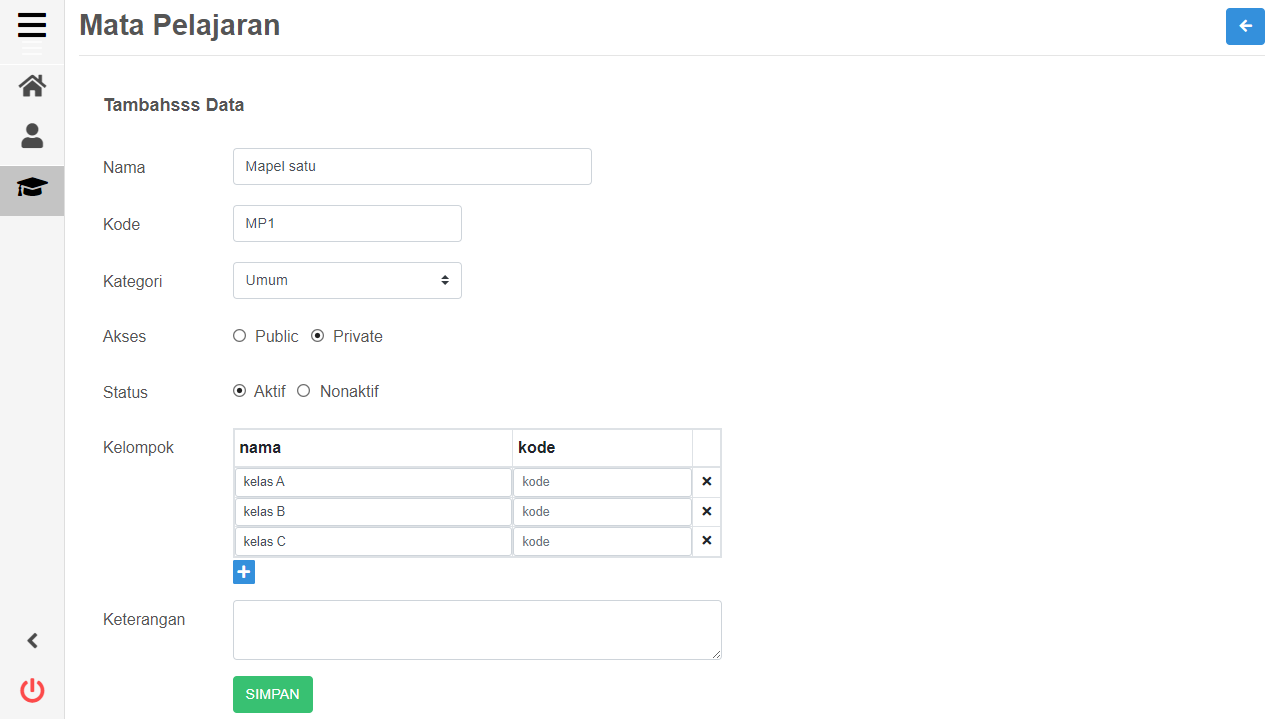 Mata Pelajaran
Tambahsss Data
Nama Mapel satu
Kode MP1
Kategori Umum
Akses Public Private
Status Aktif Nonaktif
Kelompok nama kode
kelas A kode
kelas B kode
kelas C kode
Keterangan
SIMPAN